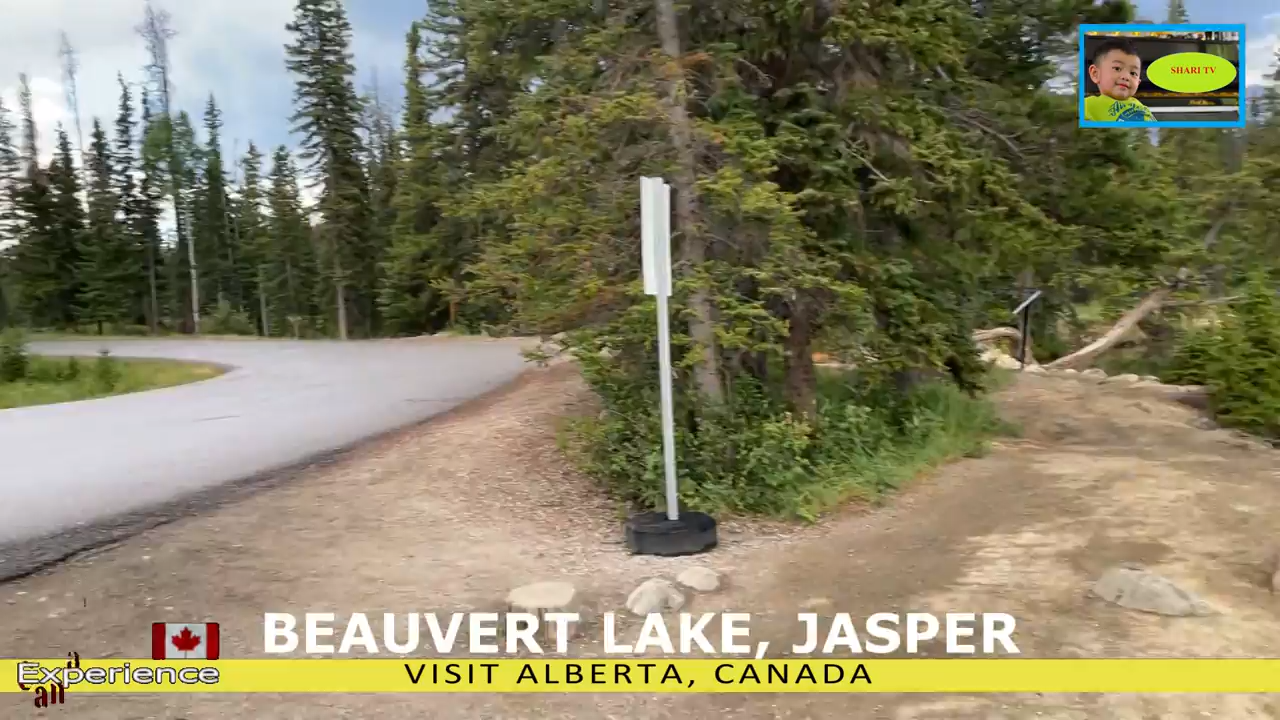 SHARI TV
BEAUVERT LAKE, JASPER
VISIT ALBERTA, CANADA
Experience